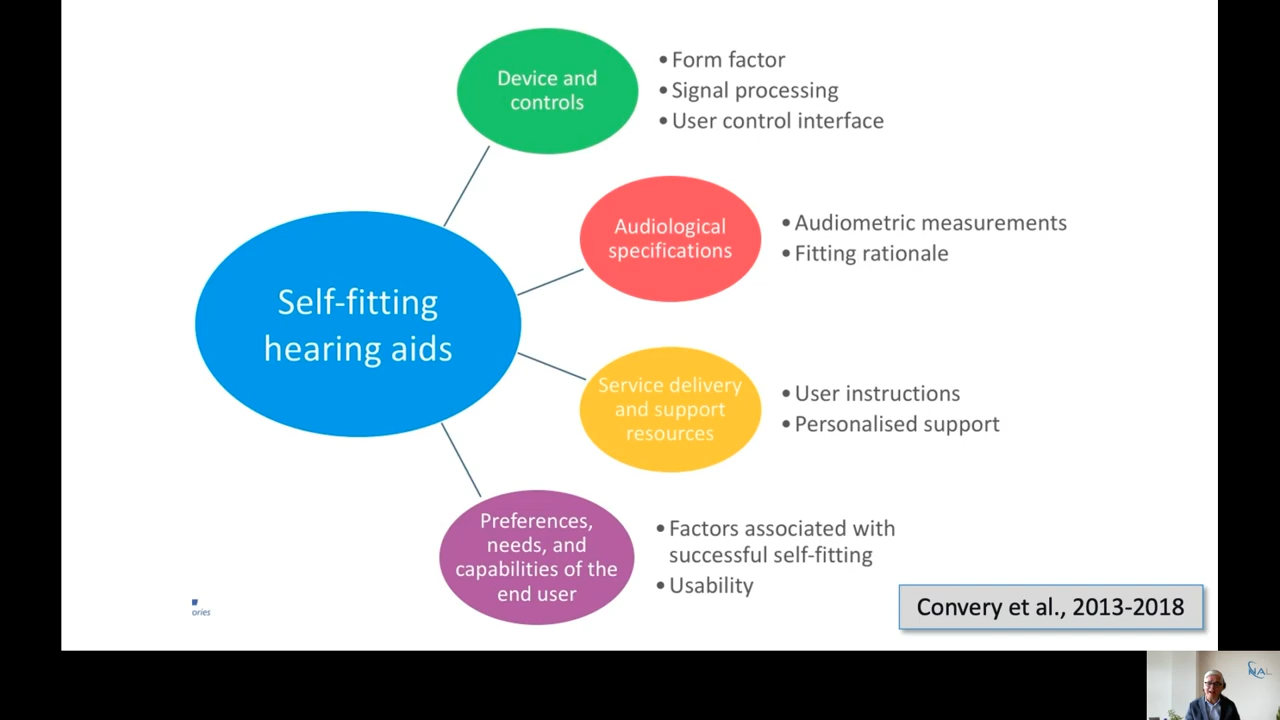 Device and
controls
• Form factor
• Signal processing
• User control interface
Audiological
specifications
• Audiometric measurements
• Fitting rationale
Self-fitting
hearing aids
Service delivery
and support
resources
• User instructions
• Personalised support
Preferences,
needs, and
capabilities of the
end user
• Factors associated with
successful self-fitting
• Usability
Convery et al., 2013-2018
ories
NAL